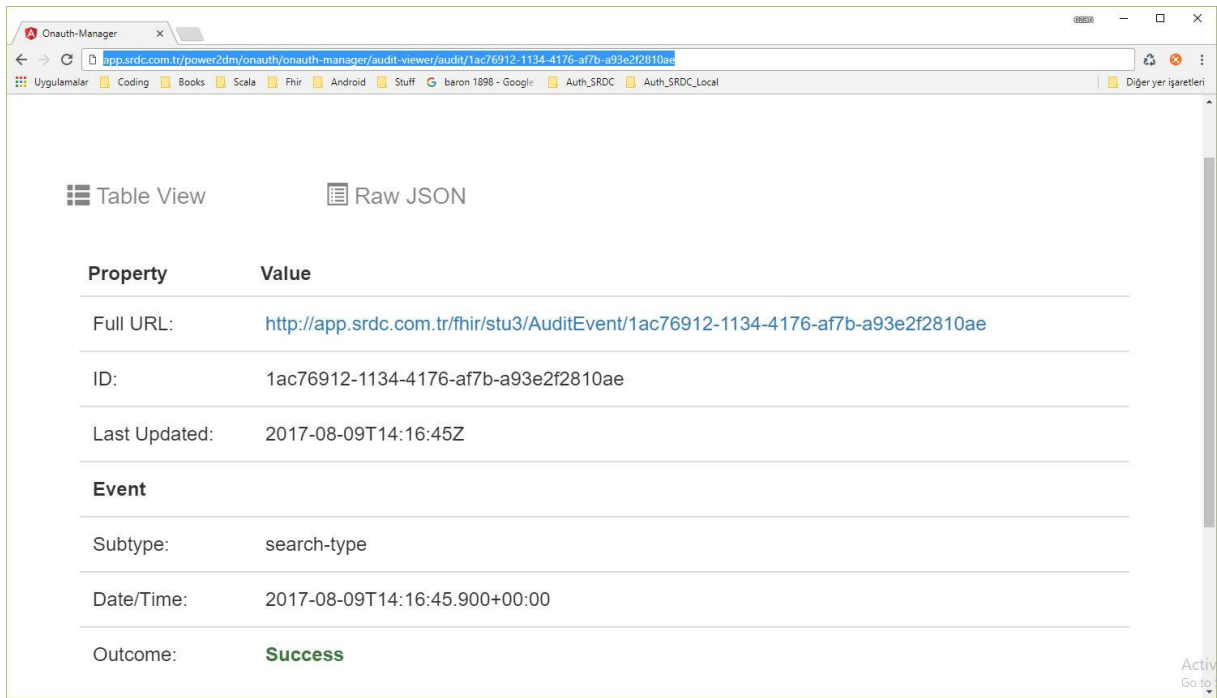 Onauth-Manager
ozan
app.srdc.com.tr/power2dm/onauth/onauth-manager/audit-viewer/audit/1ac76912-1134-4176-af7b-a93e2f2810ae
Uygulamalar Coding Books Scala Fhir Android Stuff baron 1898 - Google Auth_SRDC Auth_SRDC_Local Diğer yer işaretleri
Table View Raw JSON
Property Value
Full URL: http://app.srdc.com.tr/fhir/stu3/AuditEvent/1ac76912-1134-4176-af7b-a93e2f2810ae
ID: 1ac76912-1134-4176-af7b-a93e2f2810ae
Last Updated: 2017-08-09T14:16:45Z
Event
Subtype: search-type
Date/Time: 2017-08-09T14:16:45.900+00:00
Outcome: Success
Activ
Go to